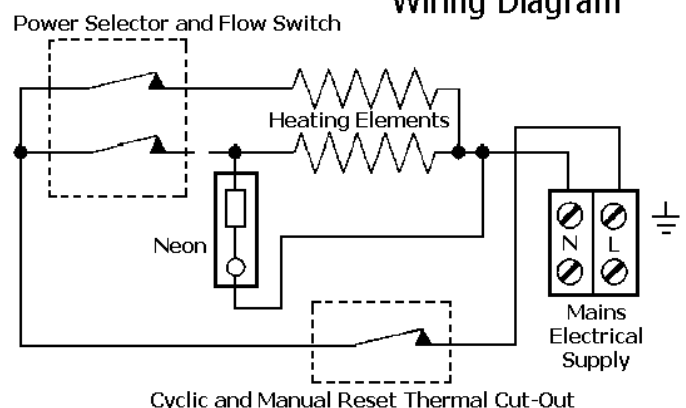 Wiring Diagram
Power Selector and Flow Switch
Heating Elements
Neon
N L
Mains
Electrical
Supply
Cyclic and Manual Reset Thermal Cut-Out